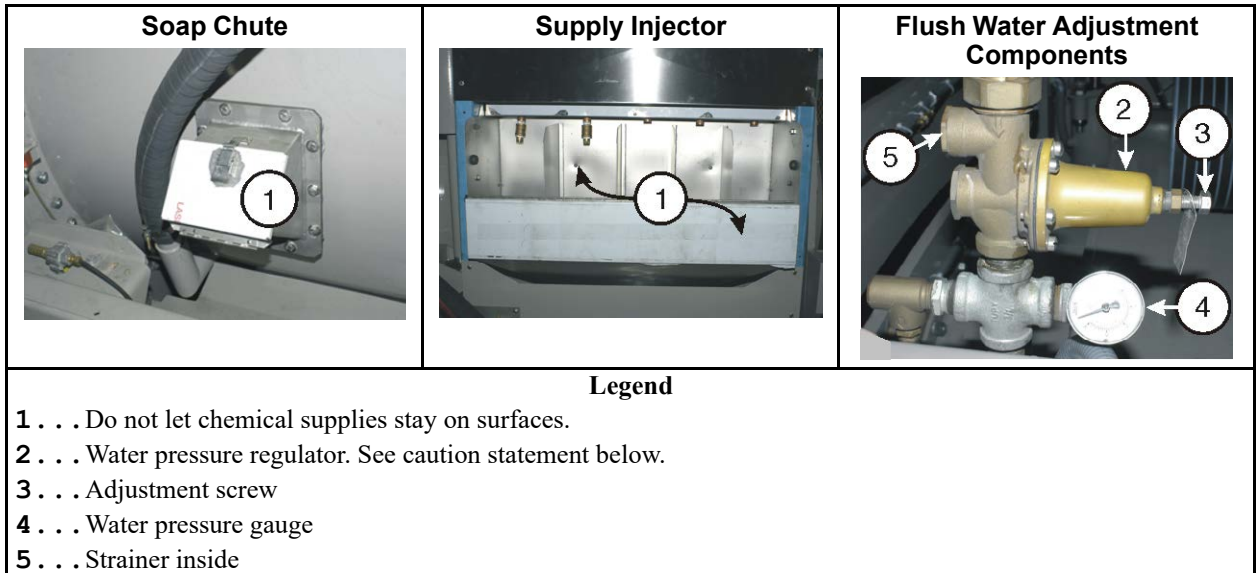 Soap Chute
Supply Injector
Flush Water Adjustment
Components
1
1
2
3
5
4
Legend
1...Do not let chemical supplies stay on surfaces.
2...Water pressure regulator. See caution statement below.
3...Adjustment screw
4...Water pressure gauge
5...Strainer inside